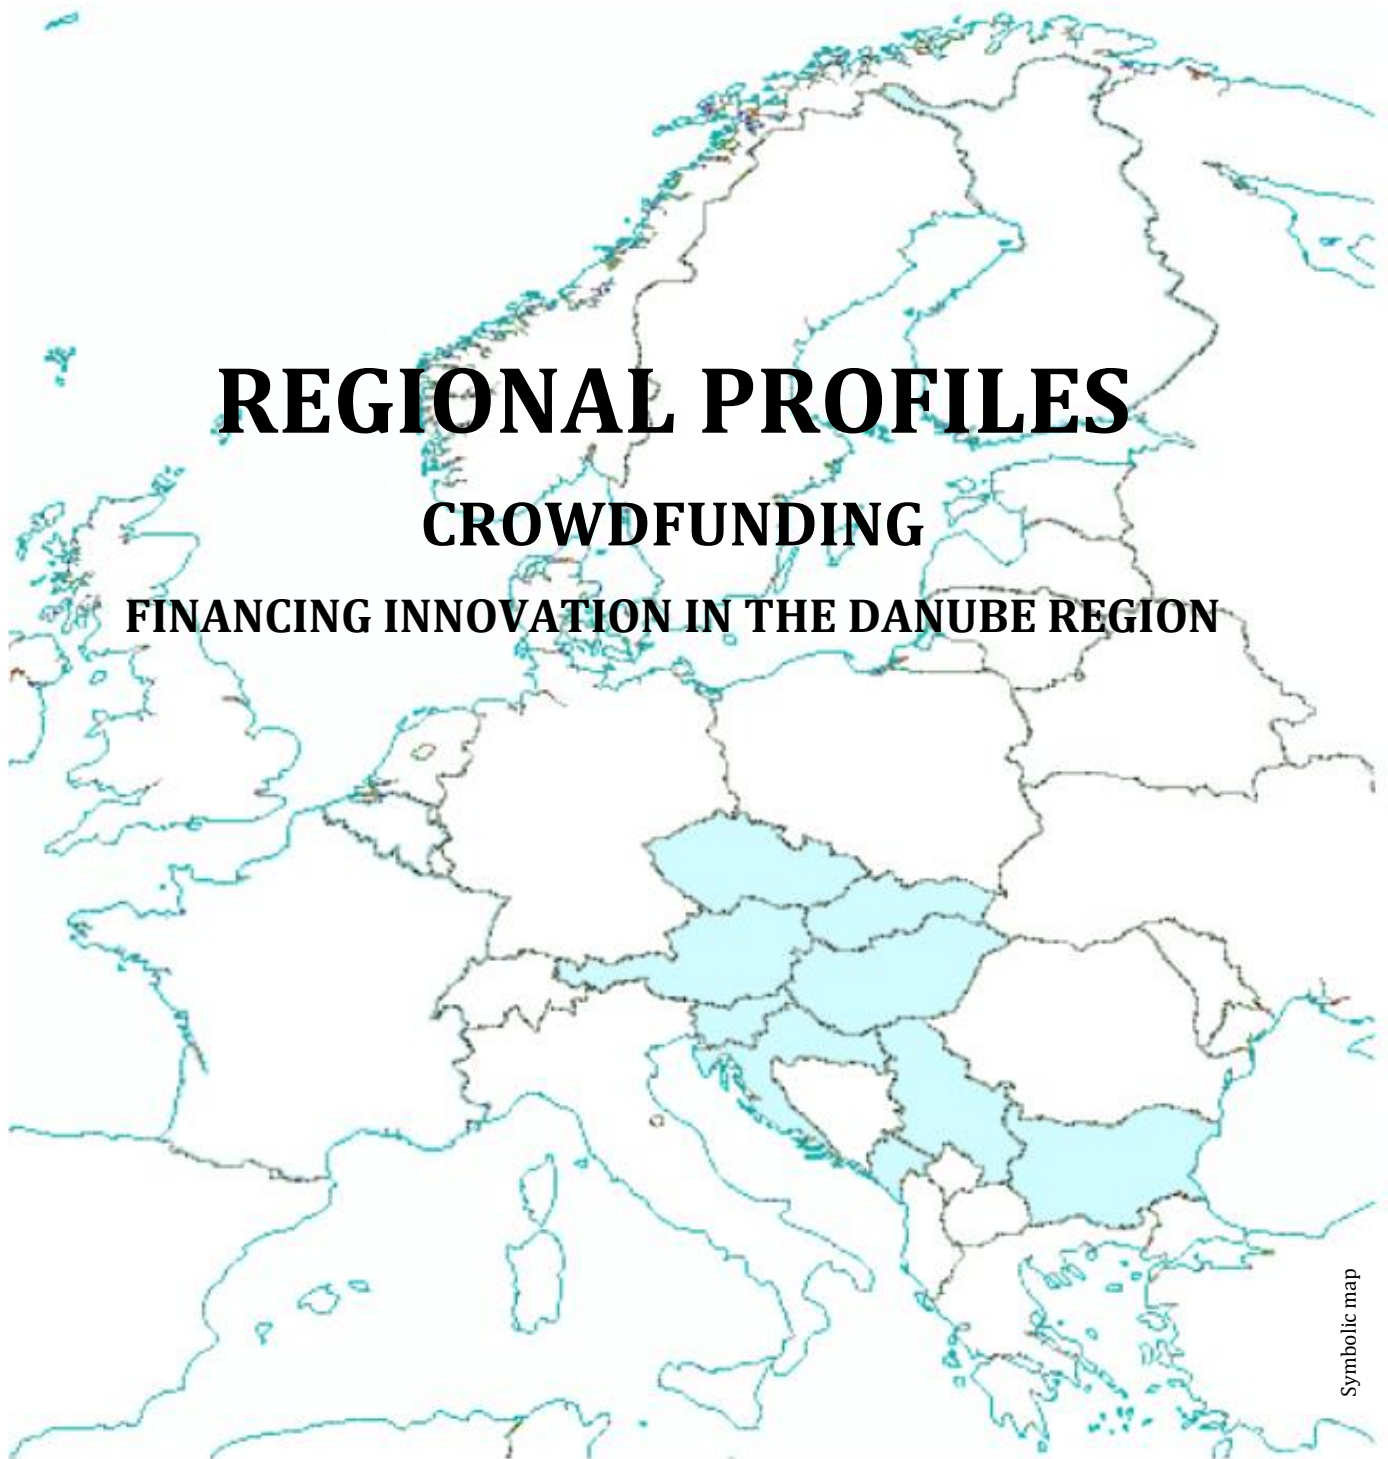 REGIONAL PROFILES
CROWDFUNDING
FINANCING INNOVATION IN THE DANUBE REGION
Symbolic map